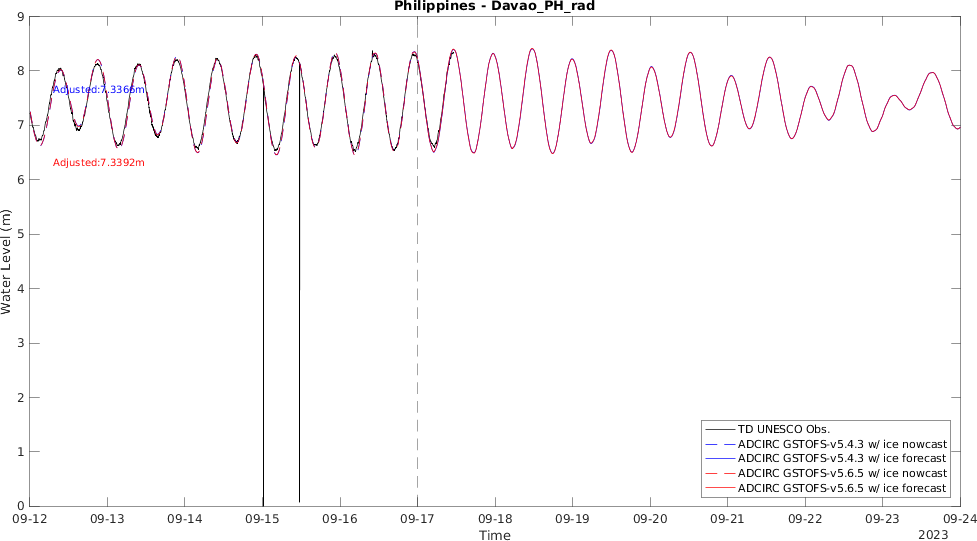 Philippines - Davao_PH_rad
9
8
7
6
5
4
3
2
1
0
Water Level (m)
Adjusted:7.3366m
Adjusted:7.3392m
TD UNESCO Obs.
ADCIRC GSTOFS-v5.4.3 w/ ice nowcast
ADCIRC GSTOFS-v5.4.3 w/ ice forecast
ADCIRC GSTOFS-v5.6.5 w/ ice nowcast
ADCIRC GSTOFS-v5.6.5 w/ ice forecast
09-12 09-13 09-14 09-15 09-16 09-17 09-18 09-19 09-20 09-21 09-22 09-23 09-24
Time
2023